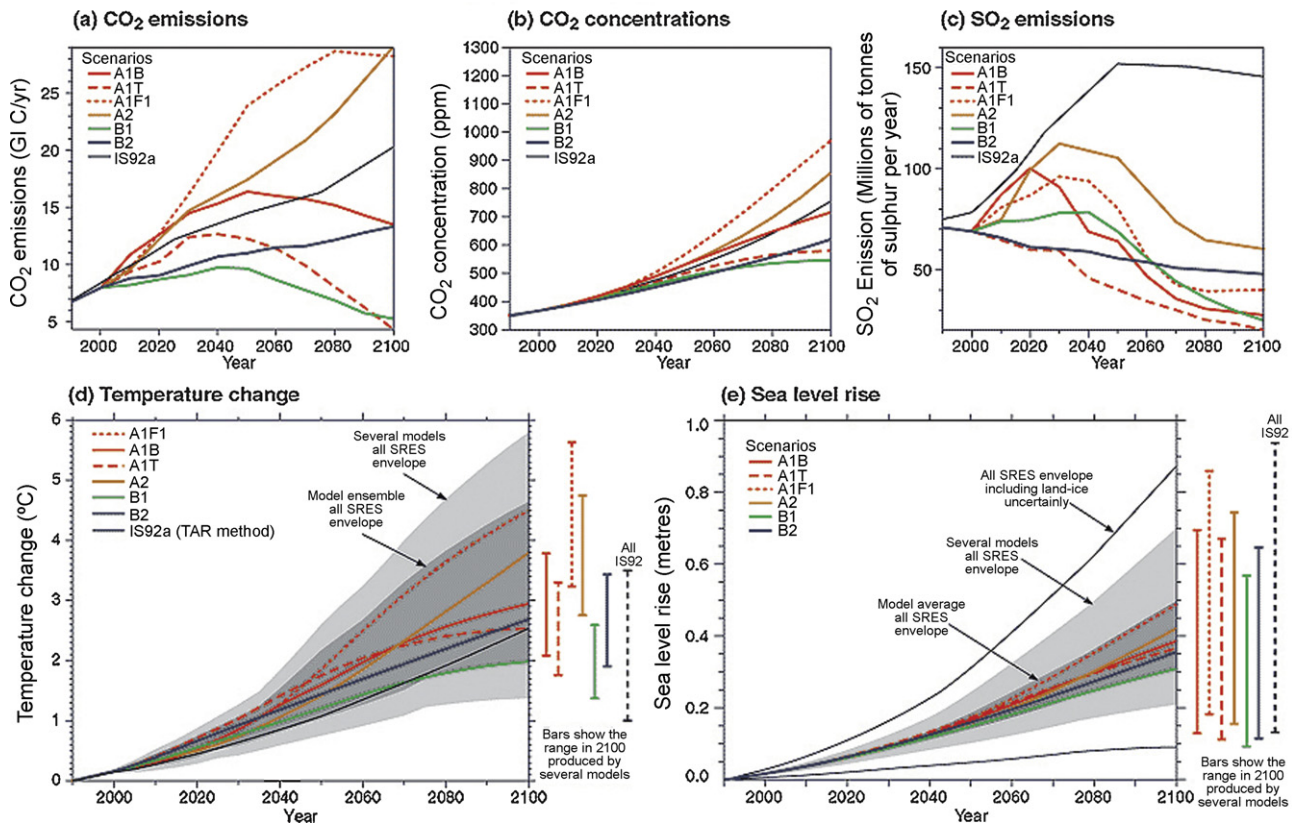 (a) CO2 emissions
CO2 emissions (GI C/yr)
25
20
15
10
5
Scenarios
A1B
A1T
A1F1
A2
B1
B2
IS92a
2000 2020 2040 2060 2080 2100
Year
(b) CO2 concentrations
CO2 concentration (ppm)
1300
1200
1100
1000
900
800
700
600
500
400
300
Scenarios
A1B
A1T
A1F1
A2
B1
B2
IS92a
2000 2020 2040 2060 2080 2100
Year
(c) SO2 emissions
SO2 Emission (Millions of tonnes
of sulphur per year)
150
100
50
Scenarios
A1B
A1T
A1F1
A2
B1
B2
IS92a
2000 2020 2040 2060 2080 2100
Year
(d) Temperature change
Temperature change (ºC)
6
5
4
3
2
1
0
A1F1
A1B
A1T
A2
B1
B2
IS92a (TAR method)
Several models
all SRES
envelope
Model ensemble
all SRES
envelope
All
IS92
Bars show the
range in 2100
produced by
several models
2000 2020 2040 2060 2080 2100
Year
(e) Sea level rise
Sea level rise (metres)
1.0
0.8
0.6
0.4
0.2
0.0
Scenarios
A1B
A1T
A1F1
A2
B1
B2
All SRES envelope
including land-ice
uncertainly
Several models
all SRES
envelope
Model average
all SRES
envelope
All
IS92
Bars show the
range in 2100
produced by
several models
2000 2020 2040 2060 2080 2100
Year